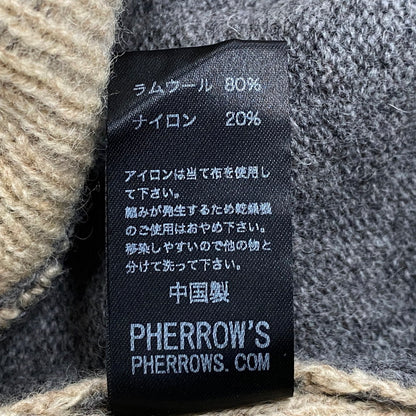 ラムウール 80%
ナイロン 20%
アイロンは当て布を使用し
て下さい。
縮みが発生するため乾燥機
のご使用はおやめ下さい。
移染しやすいので他の物と
分けて洗って下さい。
中国製
PHERROW'S
PHERROWS.COM